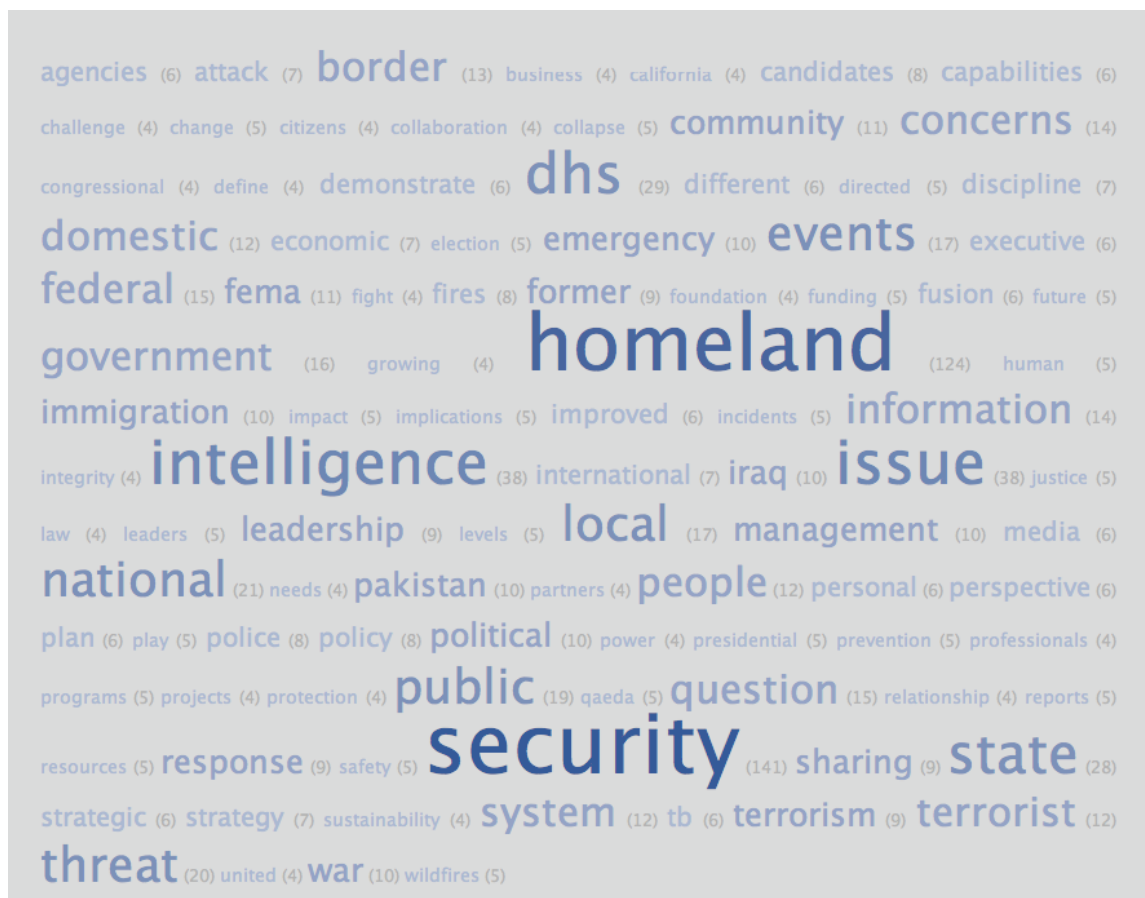 agencies (6) attack (7) border (13) business (4) california (4) candidates (8) capabilities (6)
challenge (4) change (5) citizens (4) collaboration (4) collapse (5) community (11) concerns (14)
congressional (4) define (4) demonstrate (6) dhs (29) different (6) directed (5) discipline (7)
domestic (12) economic (7) election (5) emergency (10) events (17) executive (6)
federal (15) fema (11) fight (4) fires (8) former (9) foundation (4) funding (5) fusion (6) future (5)
government (16) growing (4) homeland (124) human (5)
immigration (10) impact (5) implications (5) improved (6) incidents (5) information (14)
integrity (4) intelligence (38) international (7) iraq (10) issue (38) justice (5)
law (4) leaders (5) leadership (9) levels (5) local (17) management (10) media (6)
national (21) needs (4) pakistan (10) partners (4) people (12) personal (6) perspective (6)
plan (6) play (5) police (8) policy (8) political (10) power (4) presidential (5) prevention (5) professionals (4)
programs (5) projects (4) protection (4) public (19) qaeda (5) question (15) relationship (4) reports (5)
resources (5) response (9) safety (5) security (141) sharing (9) state (28)
strategic (6) strategy (7) sustainability (4) system (12) tb (6) terrorism (9) terrorist (12)
threat (20) united (4) war (10) wildfires (5)